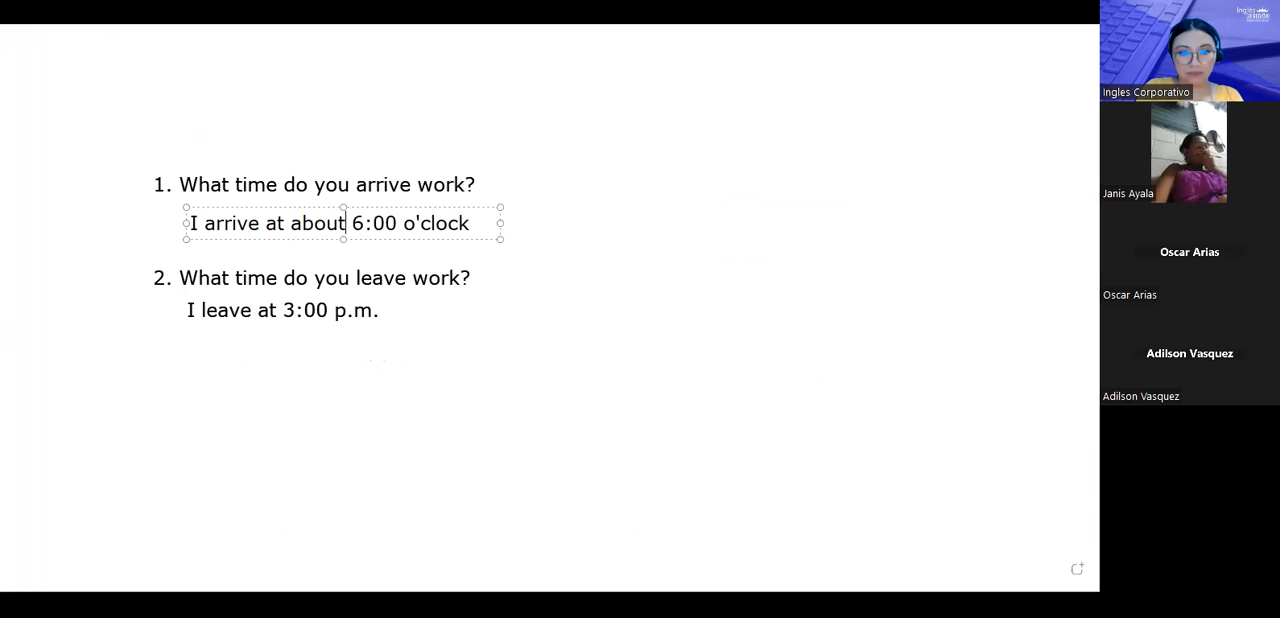 1. What time do you arrive work?
I arrive at about 6:00 o'clock
2. What time do you leave work?
I leave at 3:00 p.m.
Ingles
Ingles Corporativo
Janis Ayala
Oscar Arias
Oscar Arias
Adilson Vasquez
Adilson Vasquez